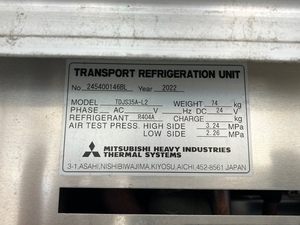 TRANSPORT REFRIGERATION UNIT
No. 245400146BL Year 2022
MODEL TDJS35A-L2 WEIGHT 74 kg
PHASE AC V Hz DC 24 V
REFRIGERANT R404A kg
AIR TEST PRESS. HIGH SIDE 3.24 MPa
LOW SIDE 2.26 MPa
MITSUBISHI HEAVY INDUSTRIES
THERMAL SYSTEMS
3-1,ASAHI,NISHIBIWAJIMA,KIYOSU,AICHI,452-8561,JAPAN